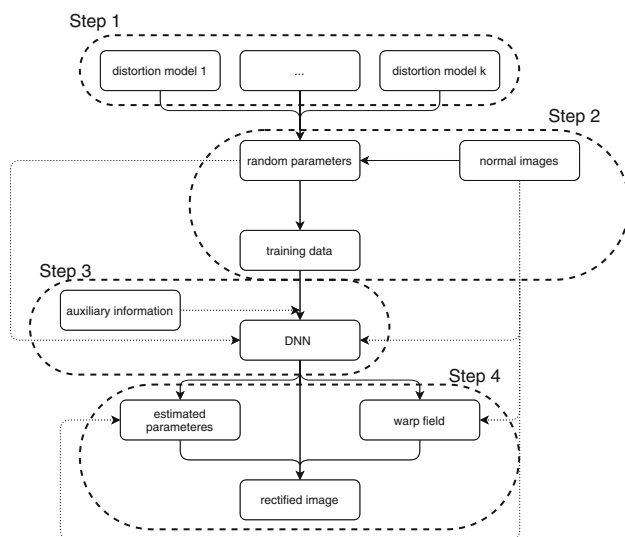 Step 1
distortion model 1
...
distortion model k
Step 2
random parameters
normal images
training data
Step 3
auxiliary information
DNN
Step 4
estimated
parameteres
warp field
rectified image